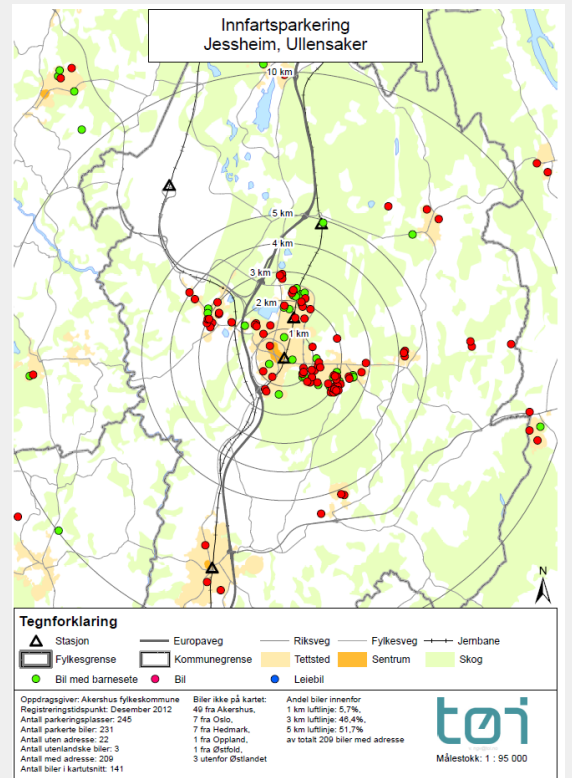 Innfartsparkering
Jessheim, Ullensaker
10 km
5 km
4 km
3 km
2 km
1 km
N
Tegnforklaring
Stasjon
Europaveg
Riksveg
Fylkesveg
Jernbane
Fylkesgrense
Kommunegrense
Tettsted
Sentrum
Skog
Bil med barnesete
Bil
Leiebil
Oppdragsgiver: Akershus fylkeskommune
Registreringstidspunkt: Desember 2012
Antall parkeringsplasser: 245
Antall parkerte biler: 231
Antall uten adresse: 22
Antall utenlandske biler: 3
Antall med adresse: 209
Antall biler i kartutsnitt: 141
Biler ikke på kartet:
49 fra Akershus,
7 fra Oslo,
7 fra Hedmark,
1 fra Oppland,
1 fra Østfold,
3 utenfor Østlandet
Andel biler innenfor
1 km luftlinje: 5,7%,
3 km luftlinje: 46,4%,
5 km luftlinje: 51,7%
av totalt 209 biler med adresse
tøi
Målestokk: 1 : 95 000